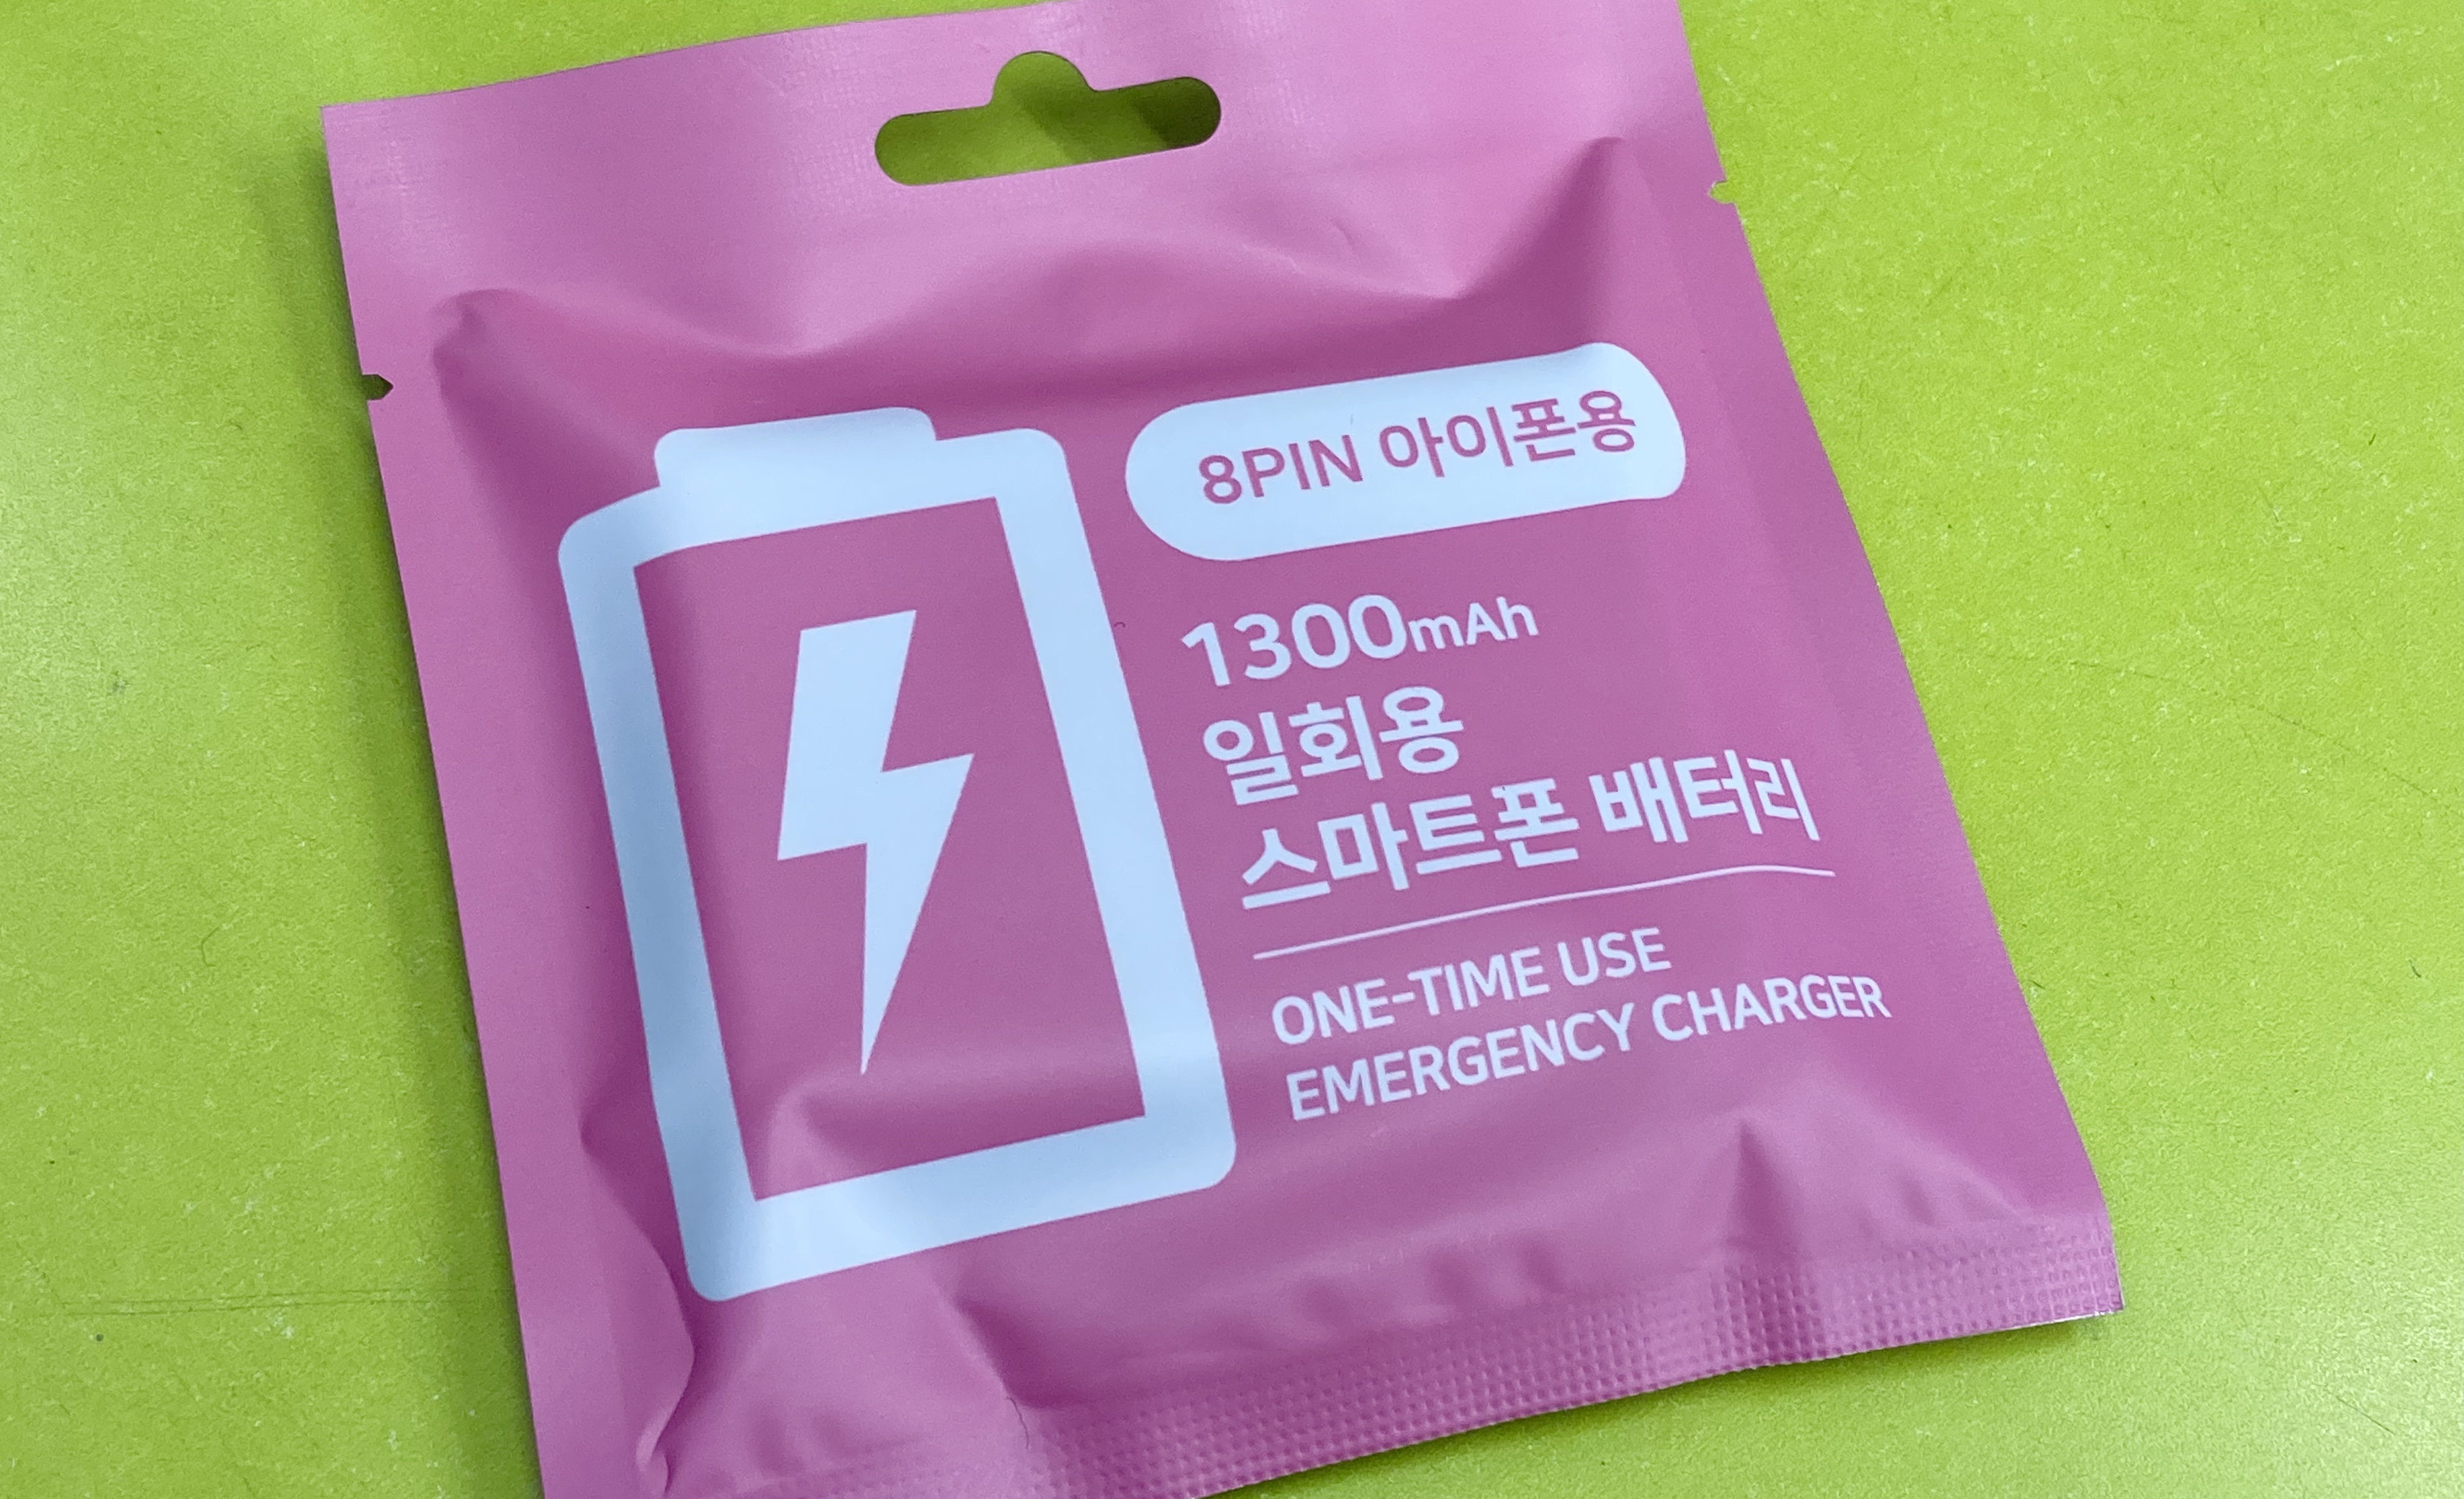 8PIN 아이폰용
1300mAh
일회용
스마트폰 배터리
ONE-TIME USE
EMERGENCY CHARGER